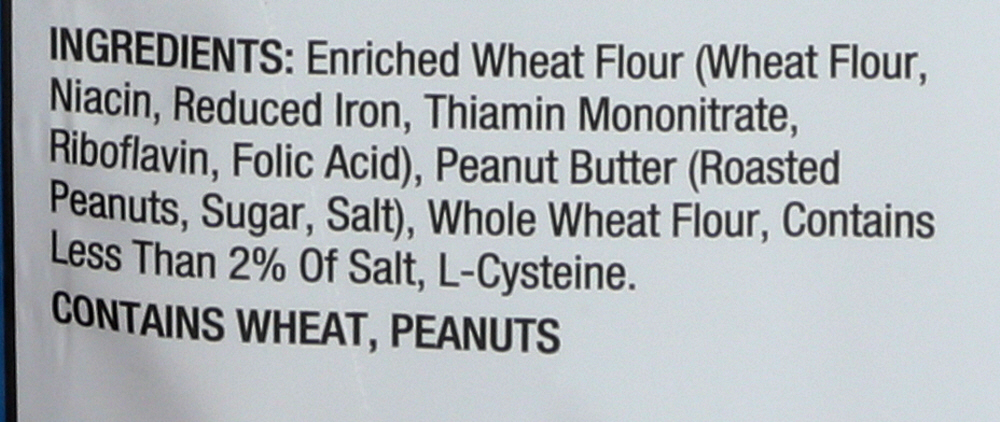 INGREDIENTS: Enriched Wheat Flour (Wheat Flour,
Niacin, Reduced Iron, Thiamin Mononitrate,
Riboflavin, Folic Acid), Peanut Butter (Roasted
Peanuts, Sugar, Salt), Whole Wheat Flour, Contains
Less Than 2% Of Salt, L-Cysteine.
CONTAINS WHEAT, PEANUTS